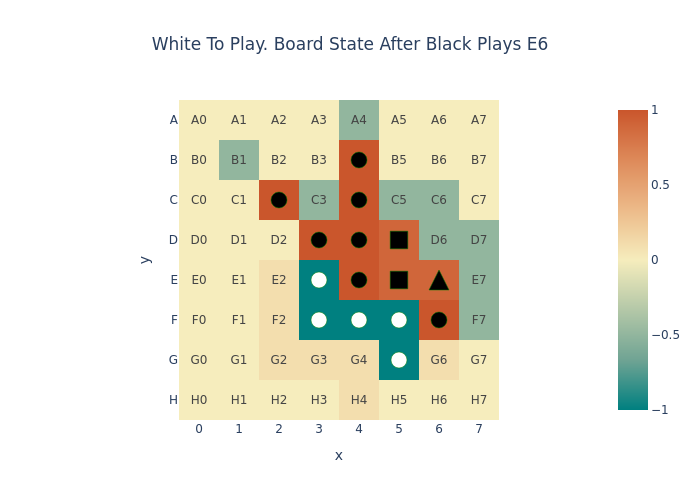 White To Play. Board State After Black Plays E6
A A0 A1 A2 A3 A4 A5 A6 A7
B B0 B1 B2 B3 B5 B6 B7
C C0 C1 C3 C5 C6 C7
D D0 D1 D2 D6 D7
E E0 E1 E2 E7
F F0 F1 F2 F7
G G0 G1 G2 G3 G4 G6 G7
H H0 H1 H2 H3 H4 H5 H6 H7
0 1 2 3 4 5 6 7
x
y
1
0.5
0
−0.5
−1